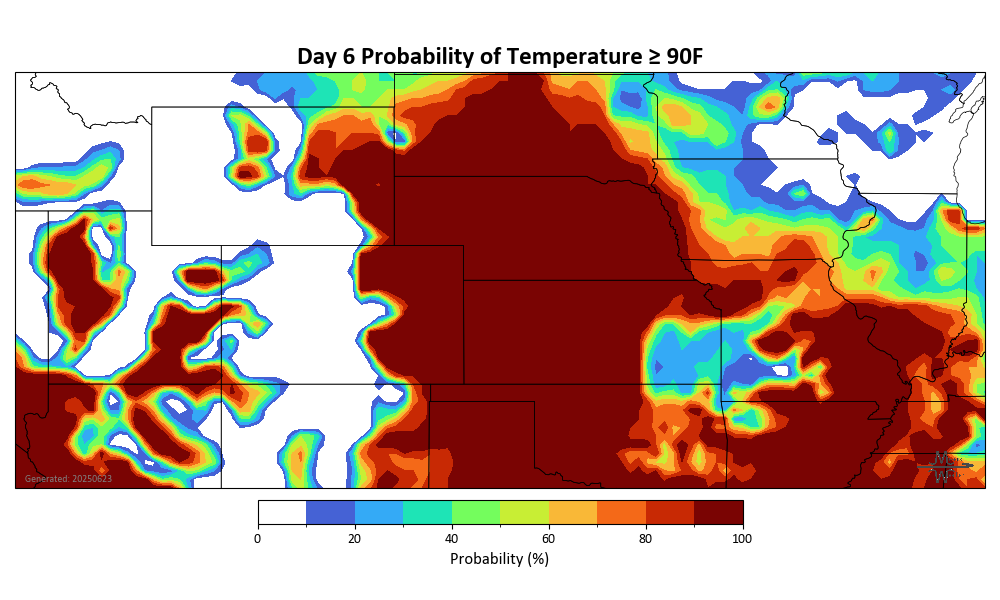 Day 6 Probability of Temperature ≥ 90F
Generated: 20250623
0 20 40 60 80 100
Probability (%)